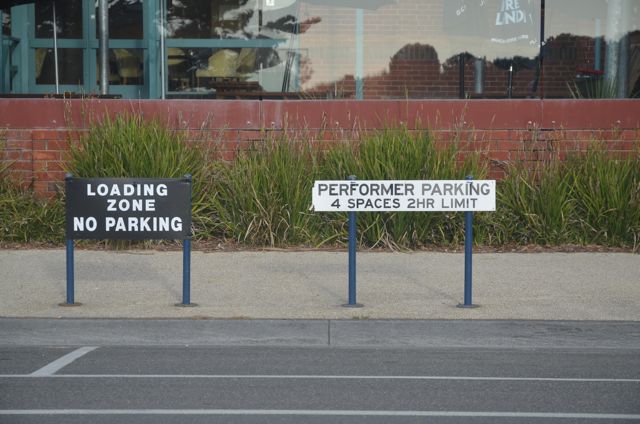 LOADING
ZONE
NO PARKING
PERFORMER PARKING
4 SPACES 2HR LIMIT